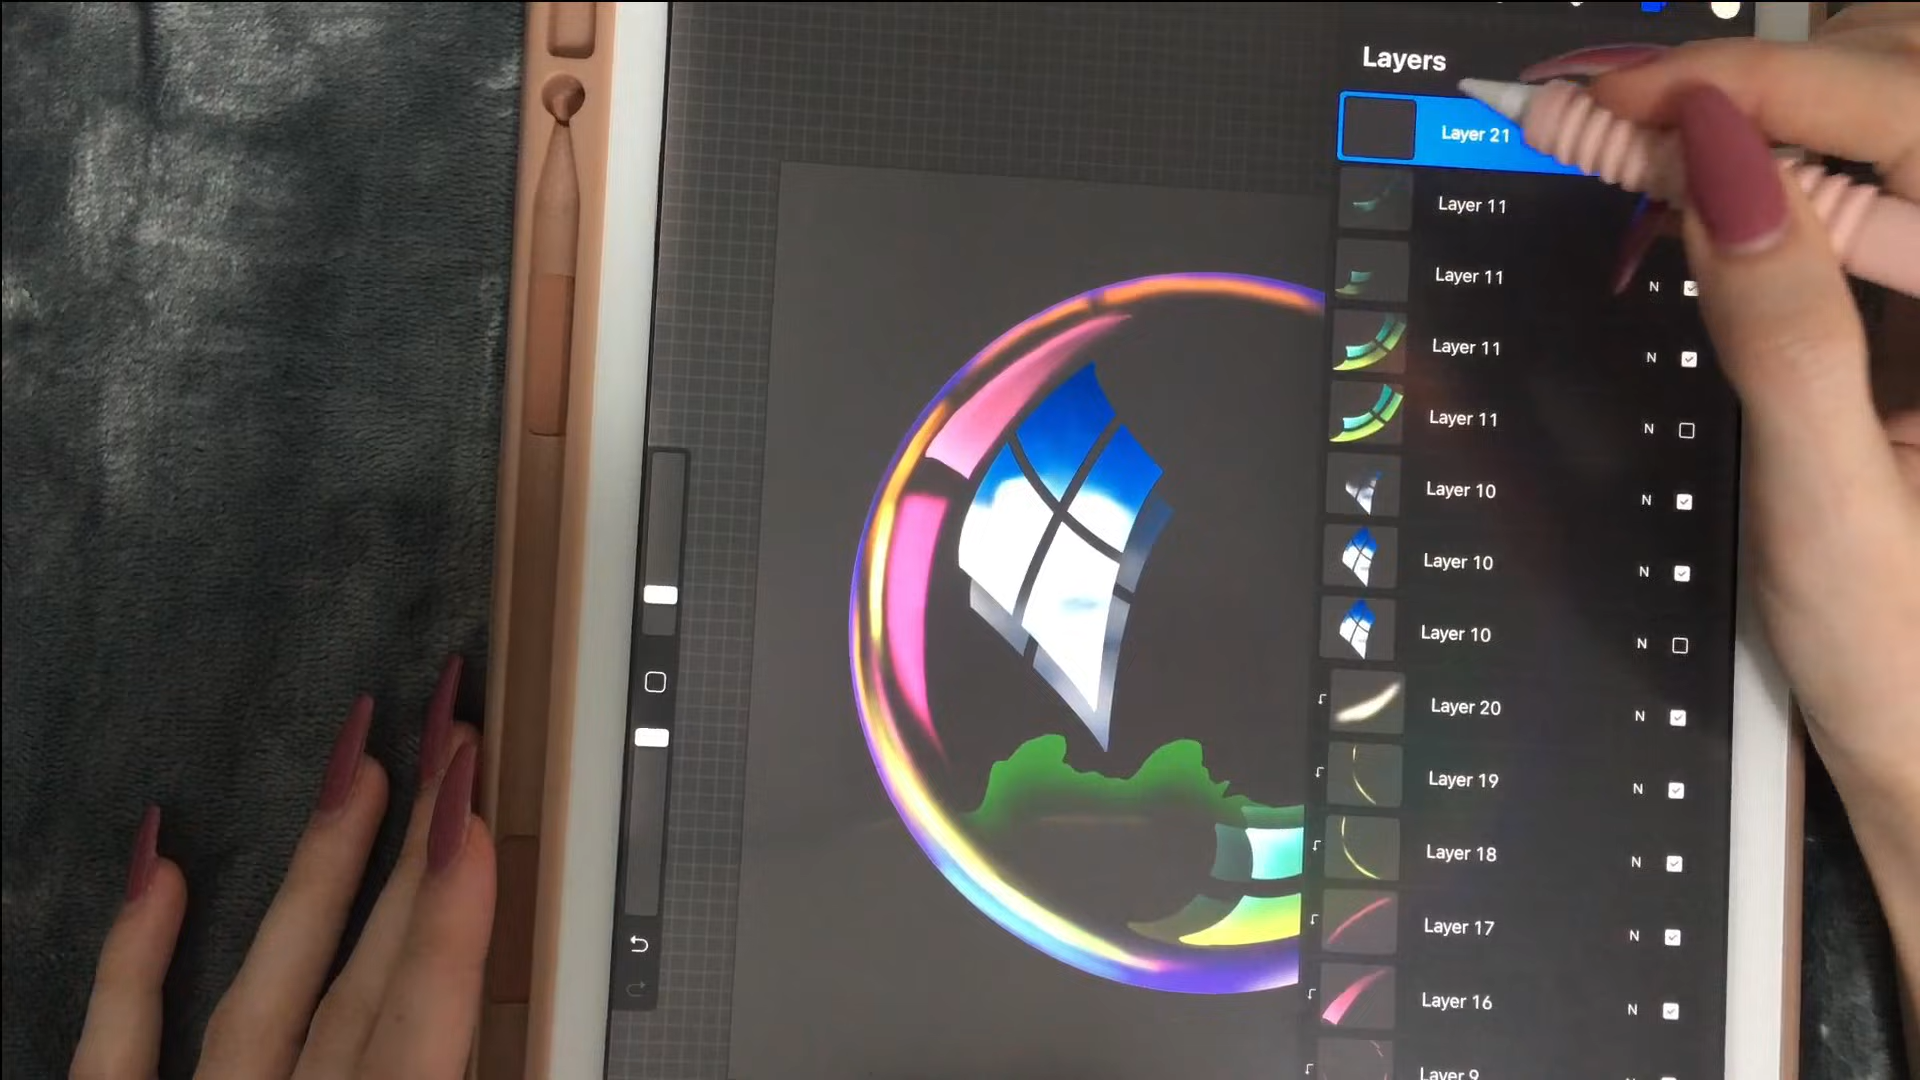 Layers
Layer 21
Layer 11
Layer 11 N
Layer 11 N
Layer 11 N
Layer 10 N
Layer 10 N
Layer 10 N
Layer 20 N
Layer 19 N
Layer 18 N
Layer 17 N
Layer 16 N
Layer 9